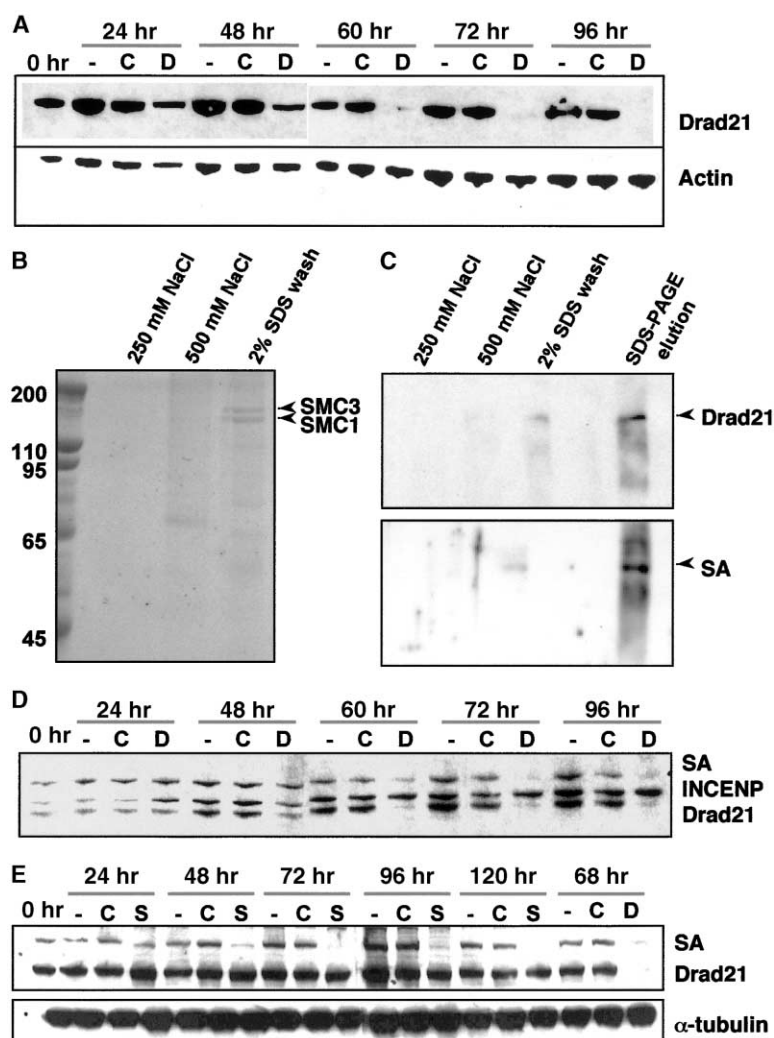 A
24 hr 48 hr 60 hr 72 hr 96 hr
0 hr - C D - C D - C D - C D - C D
Drad21
Actin
B
250 mM NaCl
500 mM NaCl
2% SDS wash
200
110
95
65
45
SMC3
SMC1
C
250 mM NaCl
500 mM NaCl
2% SDS wash
SDS-PAGE
elution
Drad21
SA
D
24 hr 48 hr 60 hr 72 hr 96 hr
0 hr - C D - C D - C D - C D - C D
SA
INCENP
Drad21
E
24 hr 48 hr 72 hr 96 hr 120 hr 68 hr
0 hr - C S - C S - C S - C S - C S - C D
SA
Drad21
α-tubulin